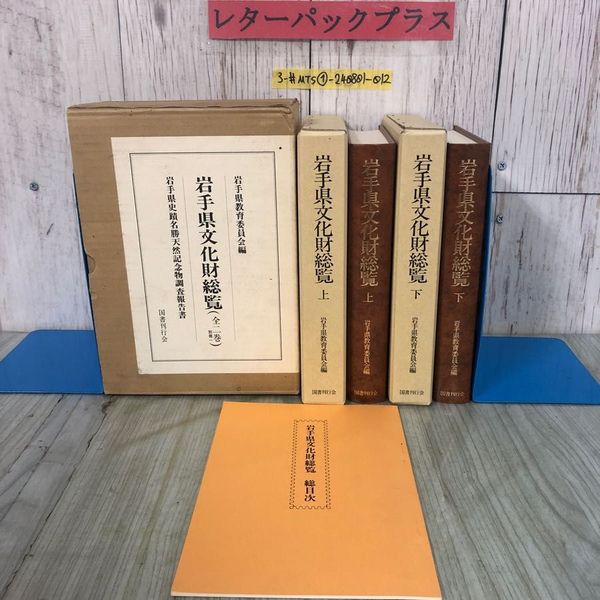 レターパックプラス
3-#MTS①-240801-012
岩手県教育委員会編
岩手県文化財総覧(全二巻 別冊一)
岩手県史蹟名勝天然記念物調査報告書
国書刊行会
岩手県文化財総覧 上
岩手県教育委員会編
国書刊行会
岩手県文化財総覧 上
岩手県教育委員会編
国書刊行会
岩手県文化財総覧 下
岩手県教育委員会編
国書刊行会
岩手県文化財総覧 下
岩手県教育委員会編
国書刊行会
岩手県文化財総覧 総目次